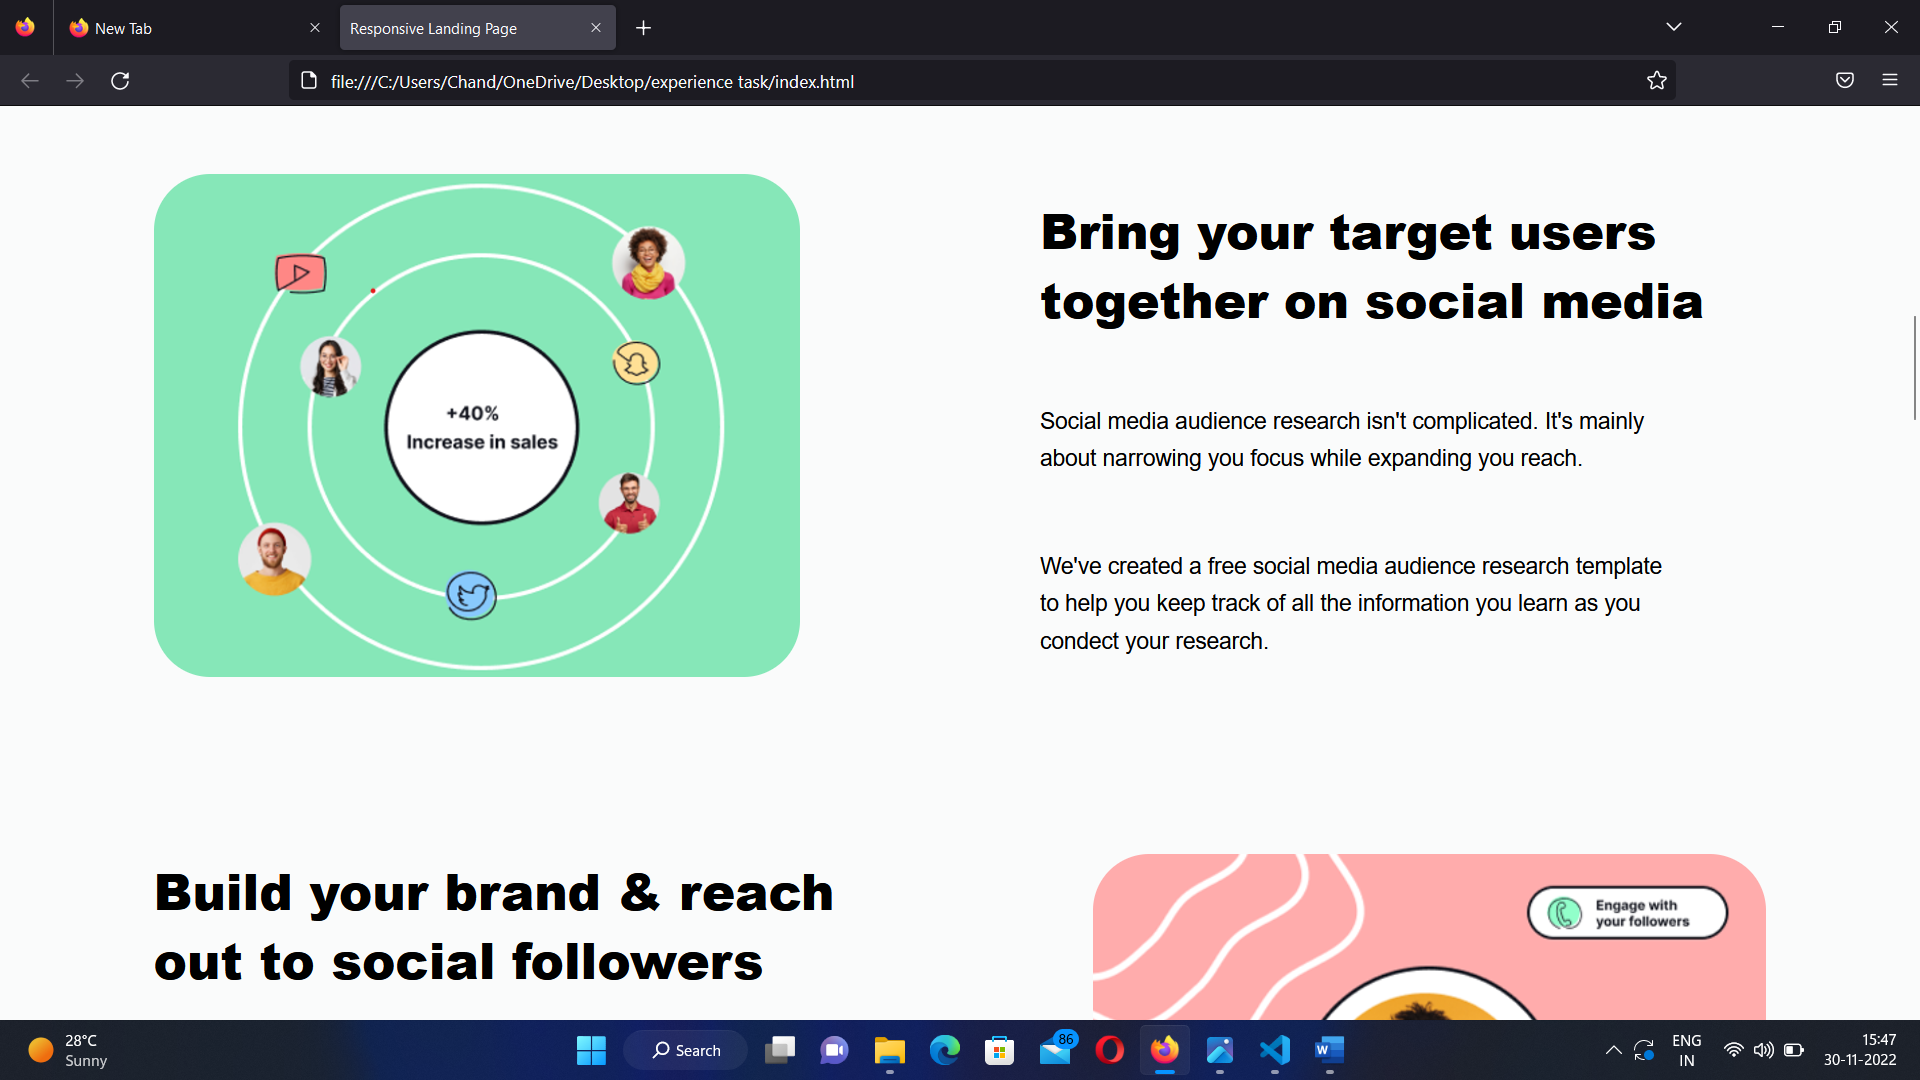 New Tab
Responsive Landing Page
file:///C:/Users/Chand/OneDrive/Desktop/experience task/index.html
+40%
Increase in sales
Bring your target users
together on social media
Social media audience research isn't complicated. It's mainly
about narrowing you focus while expanding you reach.
We've created a free social media audience research template
to help you keep track of all the information you learn as you
condect your research.
Build your brand & reach
out to social followers
Engage with
your followers
28°C
Sunny
Search
86
W
ENG
IN
15:47
30-11-2022